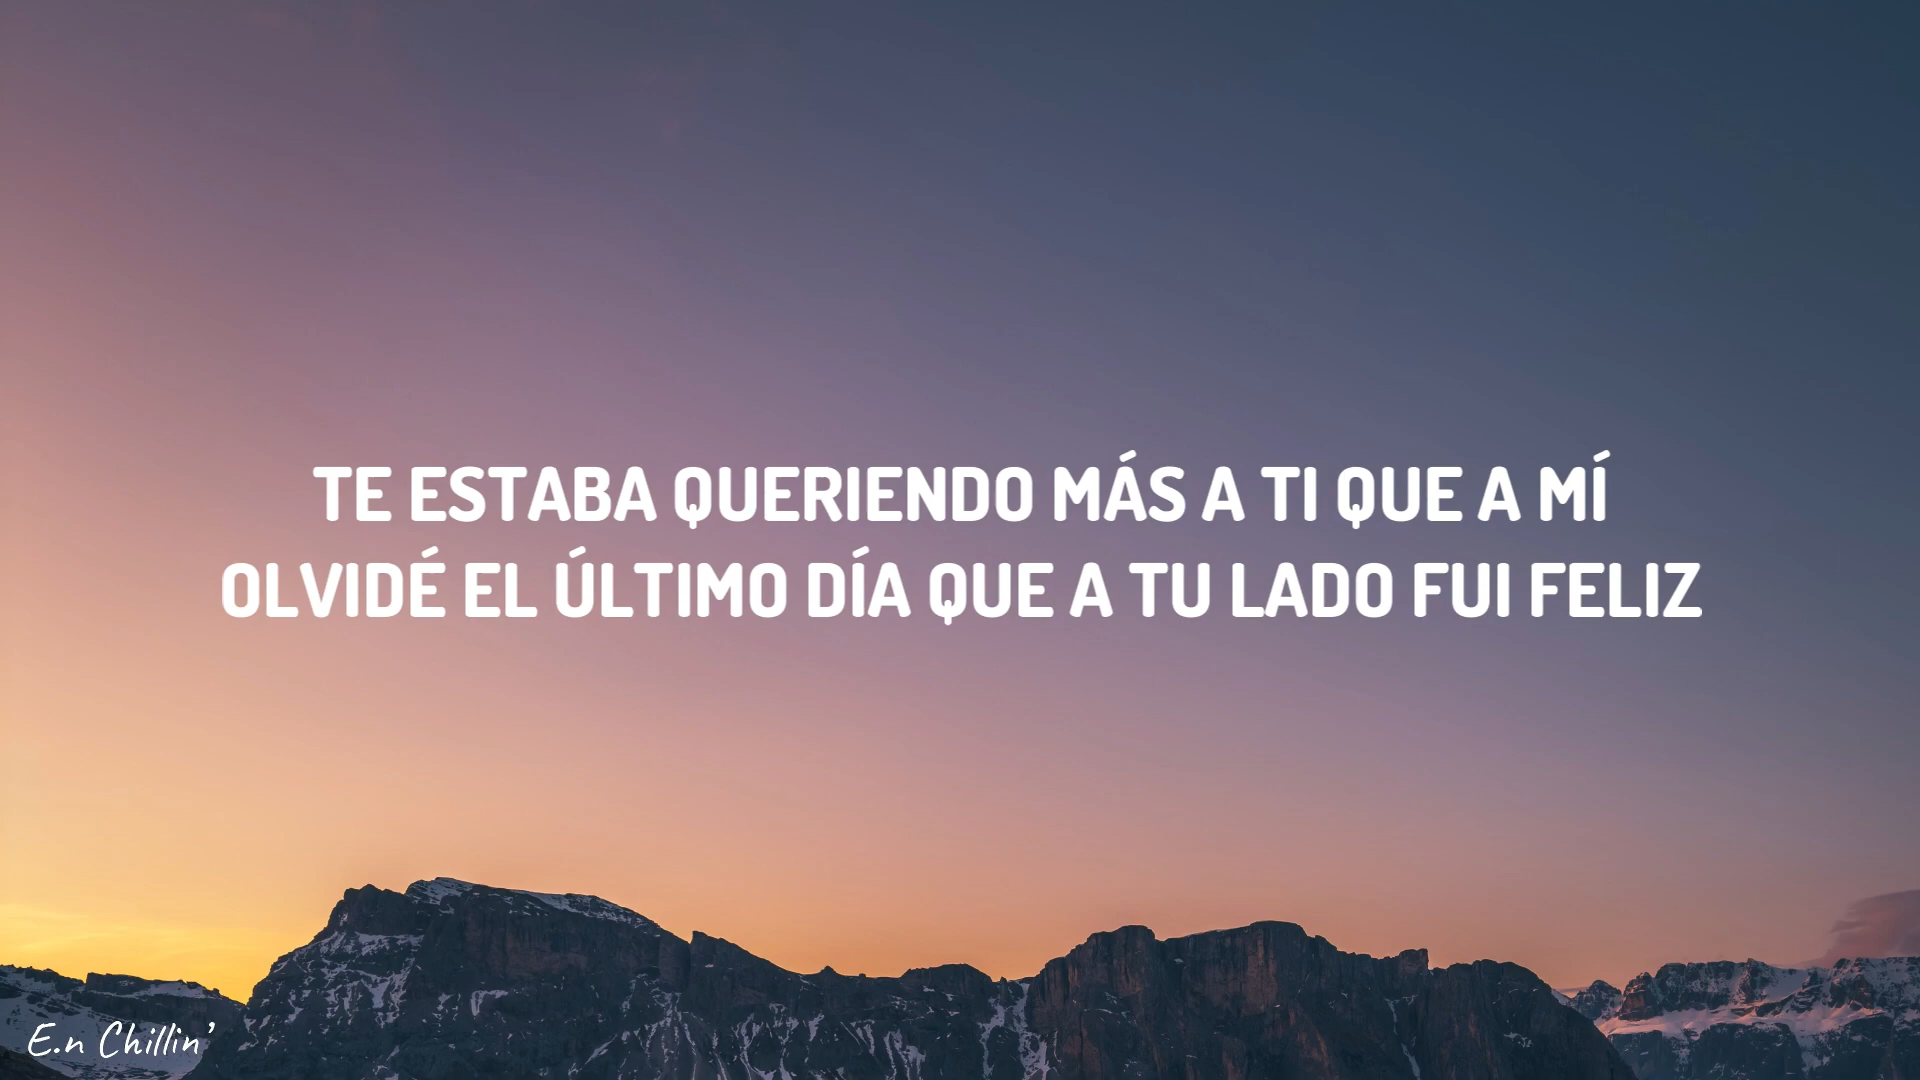 TE ESTABA QUERIENDO MÁS A TI QUE A MÍ
OLVIDÉ EL ÚLTIMO DÍA QUE A TU LADO FUI FELIZ
E.n Chillin'